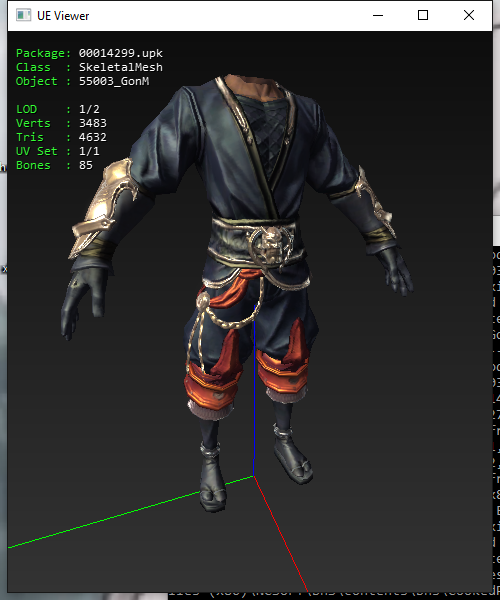 UE Viewer
Package: 00014299.upk
Class : SkeletalMesh
Object : 55003_GonM
LOD : 1/2
Verts : 3483
Tris : 4632
UV Set : 1/1
Bones : 85